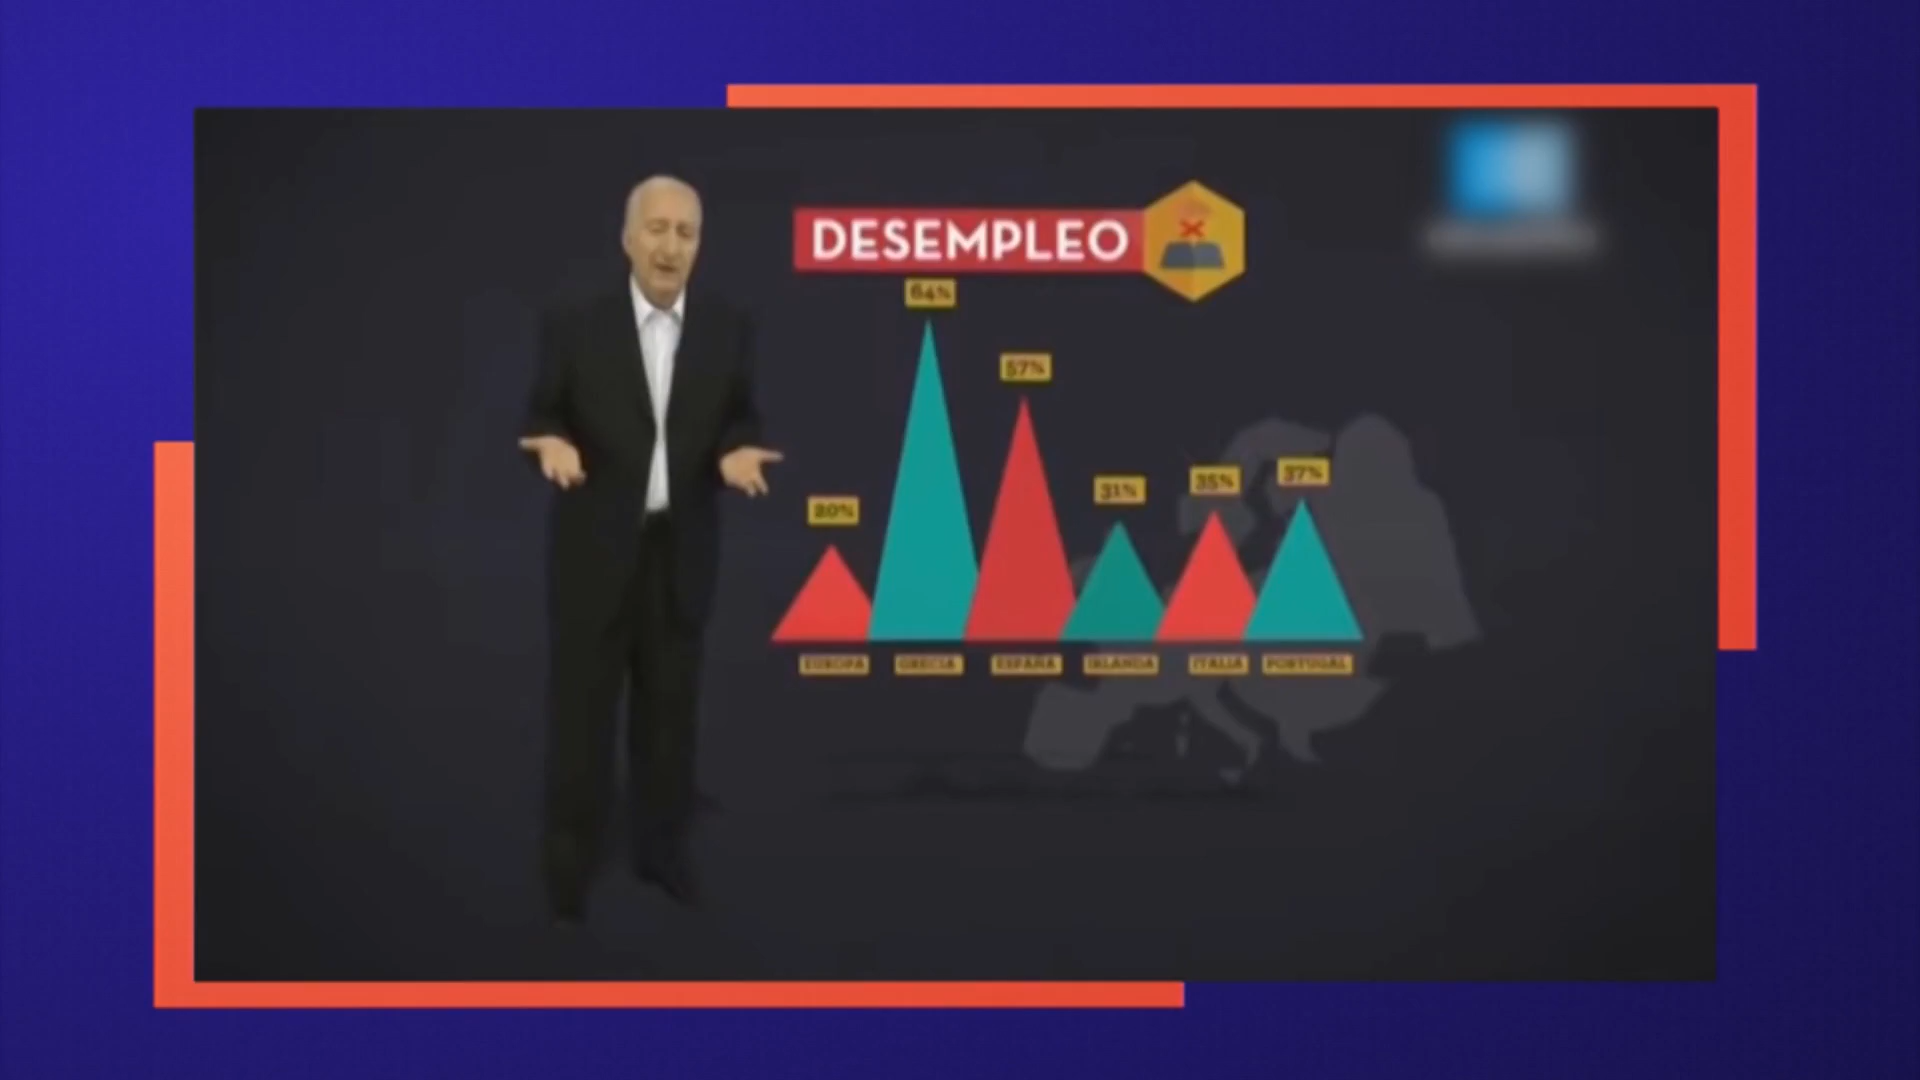 DESEMPLEO
64%
57%
20%
31%
35%
37%
EUROPA
GRECIA
ESPAÑA
IRLANDA
ITALIA
PORTUGAL